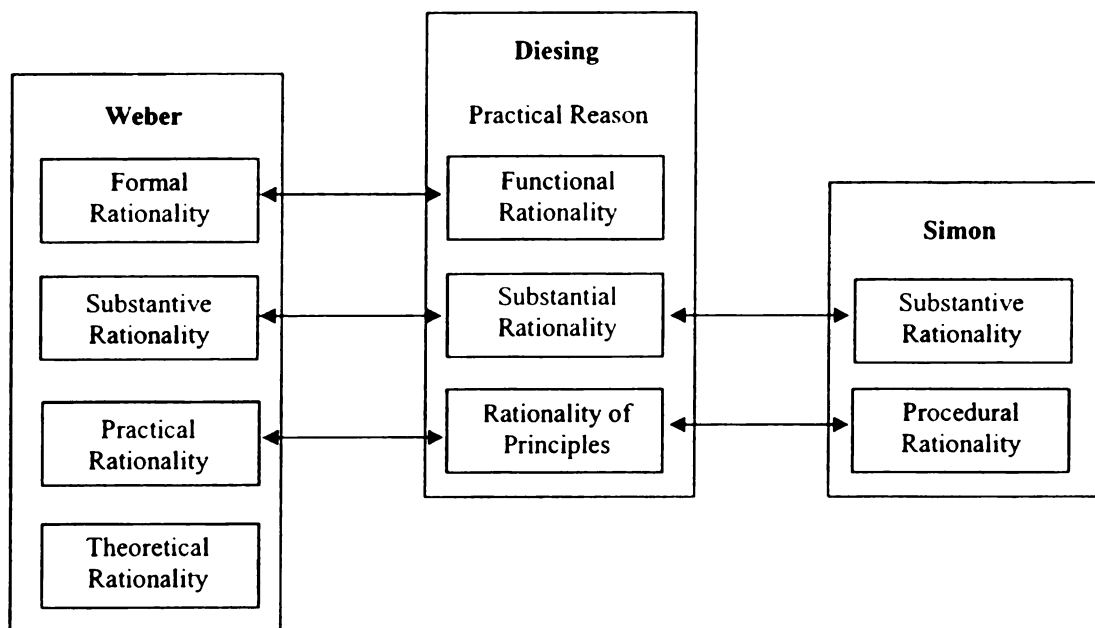 Weber
Formal
Rationality
Substantive
Rationality
Practical
Rationality
Theoretical
Rationality
Diesing
Practical Reason
Functional
Rationality
Substantial
Rationality
Rationality of
Principles
Simon
Substantive
Rationality
Procedural
Rationality